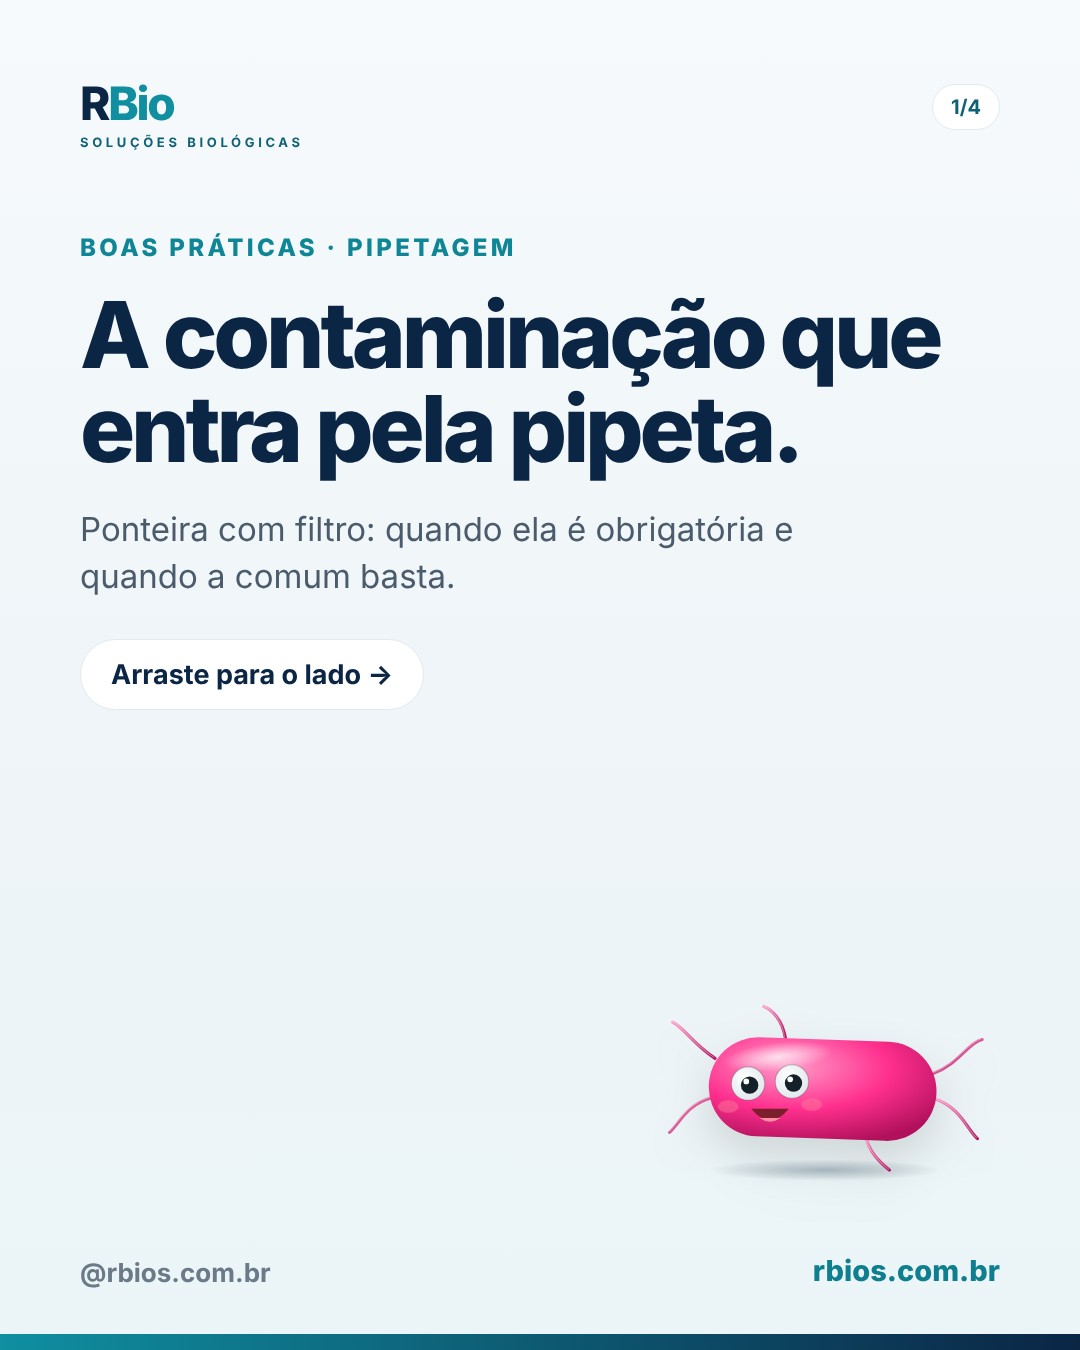 RBio
SOLUÇÕES BIOLÓGICAS
1/4
BOAS PRÁTICAS · PIPETAGEM
A contaminação que
entra pela pipeta.
Ponteira com filtro: quando ela é obrigatória e
quando a comum basta.
Arraste para o lado →
@rbios.com.br
rbios.com.br